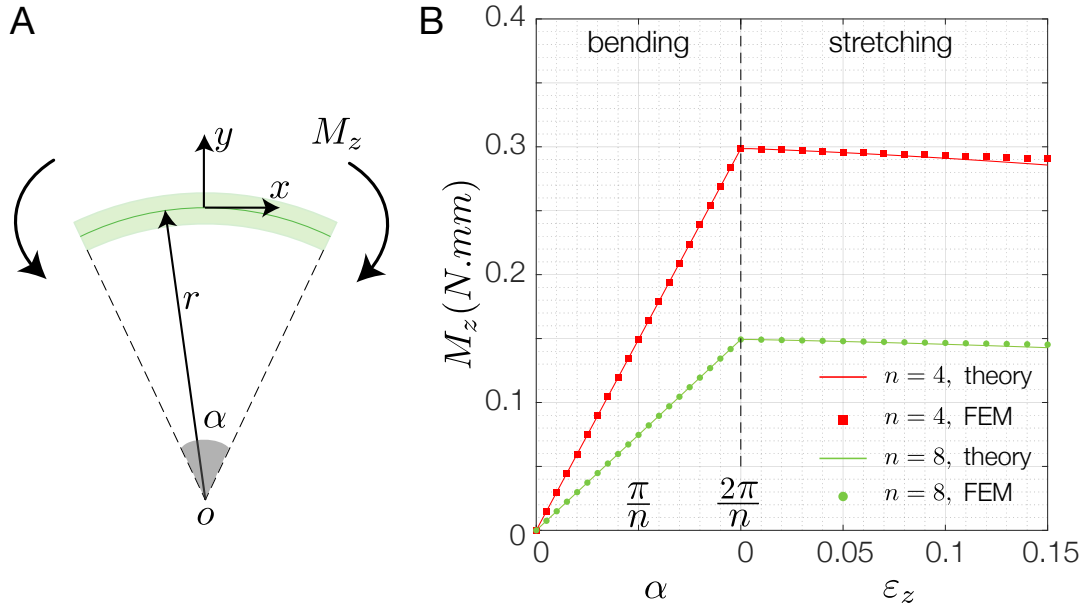 A
M_z
y
x
r
α
o
B
bending
stretching
M_z(N.mm)
0.4
0.3
0.2
0.1
0
n = 4, theory
n = 4, FEM
n = 8, theory
n = 8, FEM
π/n
2π/n
0
0
0.05
0.1
0.15
α
ε_z